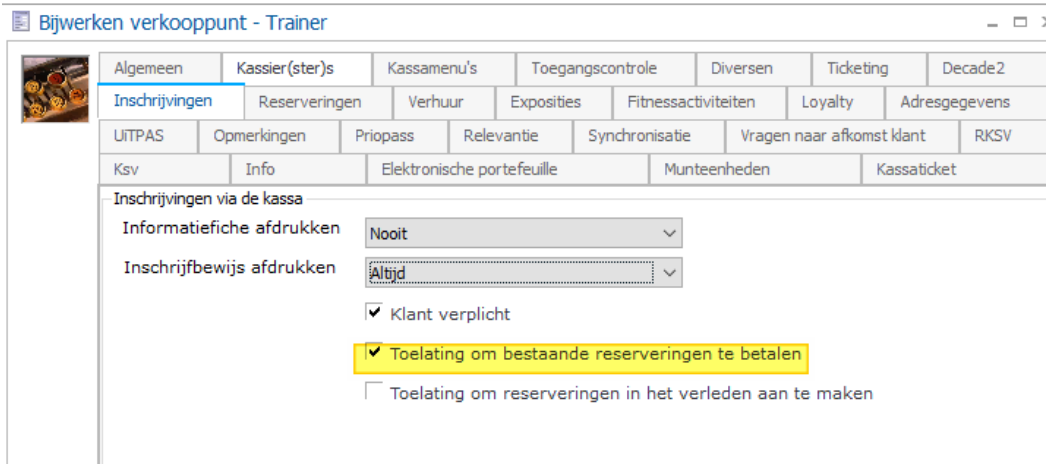 Bijwerken verkooppunt - Trainer
Algemeen Kassier(ster)s Kassamenu's Toegangscontrole Diversen Ticketing Decade2
Inschrijvingen Reserveringen Verhuur Exposities Fitnessactiviteiten Loyalty Adresgegevens
UiTPAS Opmerkingen Priopass Relevantie Synchronisatie Vragen naar afkomst klant RKSV
Ksv Info Elektronische portefeuille Munteenheden Kassaticket
Inschrijvingen via de kassa
Informatiefiche afdrukken Nooit
Inschrijfbewijs afdrukken Altijd
Klant verplicht
Toelating om bestaande reserveringen te betalen
Toelating om reserveringen in het verleden aan te maken